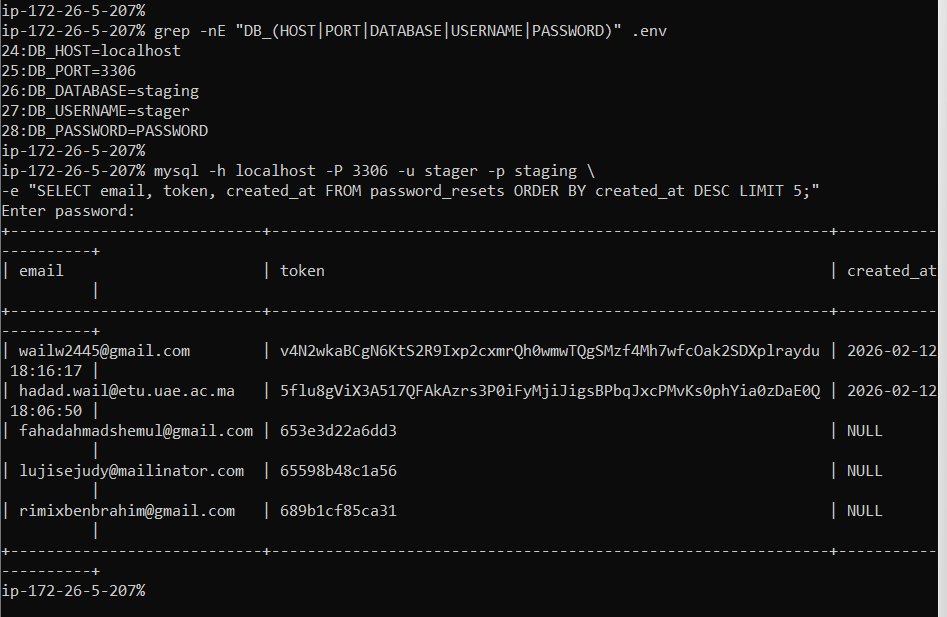 ip-172-26-5-207%
ip-172-26-5-207% grep -nE "DB_(HOST|PORT|DATABASE|USERNAME|PASSWORD)" .env
24:DB_HOST=localhost
25:DB_PORT=3306
26:DB_DATABASE=staging
27:DB_USERNAME=stager
28:DB_PASSWORD=PASSWORD
ip-172-26-5-207%
ip-172-26-5-207% mysql -h localhost -P 3306 -u stager -p staging \
-e "SELECT email, token, created_at FROM password_resets ORDER BY created_at DESC LIMIT 5;"
Enter password:
+----------------------------+-------------------------------------------------------------+-----------
----------+
| email                      | token                                                       | created_at
          |
+----------------------------+-------------------------------------------------------------+-----------
----------+
| wailw2445@gmail.com        | v4N2wkaBCgN6KtS2R9Ixp2cxmrQh0wmwTQgSMzf4Mh7wfcOak2SDXplraydu | 2026-02-12
 18:16:17 |
| hadad.wail@etu.uae.ac.ma   | 5flu8gViX3A517QFAkAzrs3P0iFyMjiJigsBPbqJxcPMvKs0phYia0zDaE0Q | 2026-02-12
 18:06:50 |
| fahadahmadshemul@gmail.com | 653e3d22a6dd3                                               | NULL
          |
| lujisejudy@mailinator.com  | 65598b48c1a56                                               | NULL
          |
| rimixbenbrahim@gmail.com   | 689b1cf85ca31                                               | NULL
          |
+----------------------------+-------------------------------------------------------------+-----------
----------+
ip-172-26-5-207%